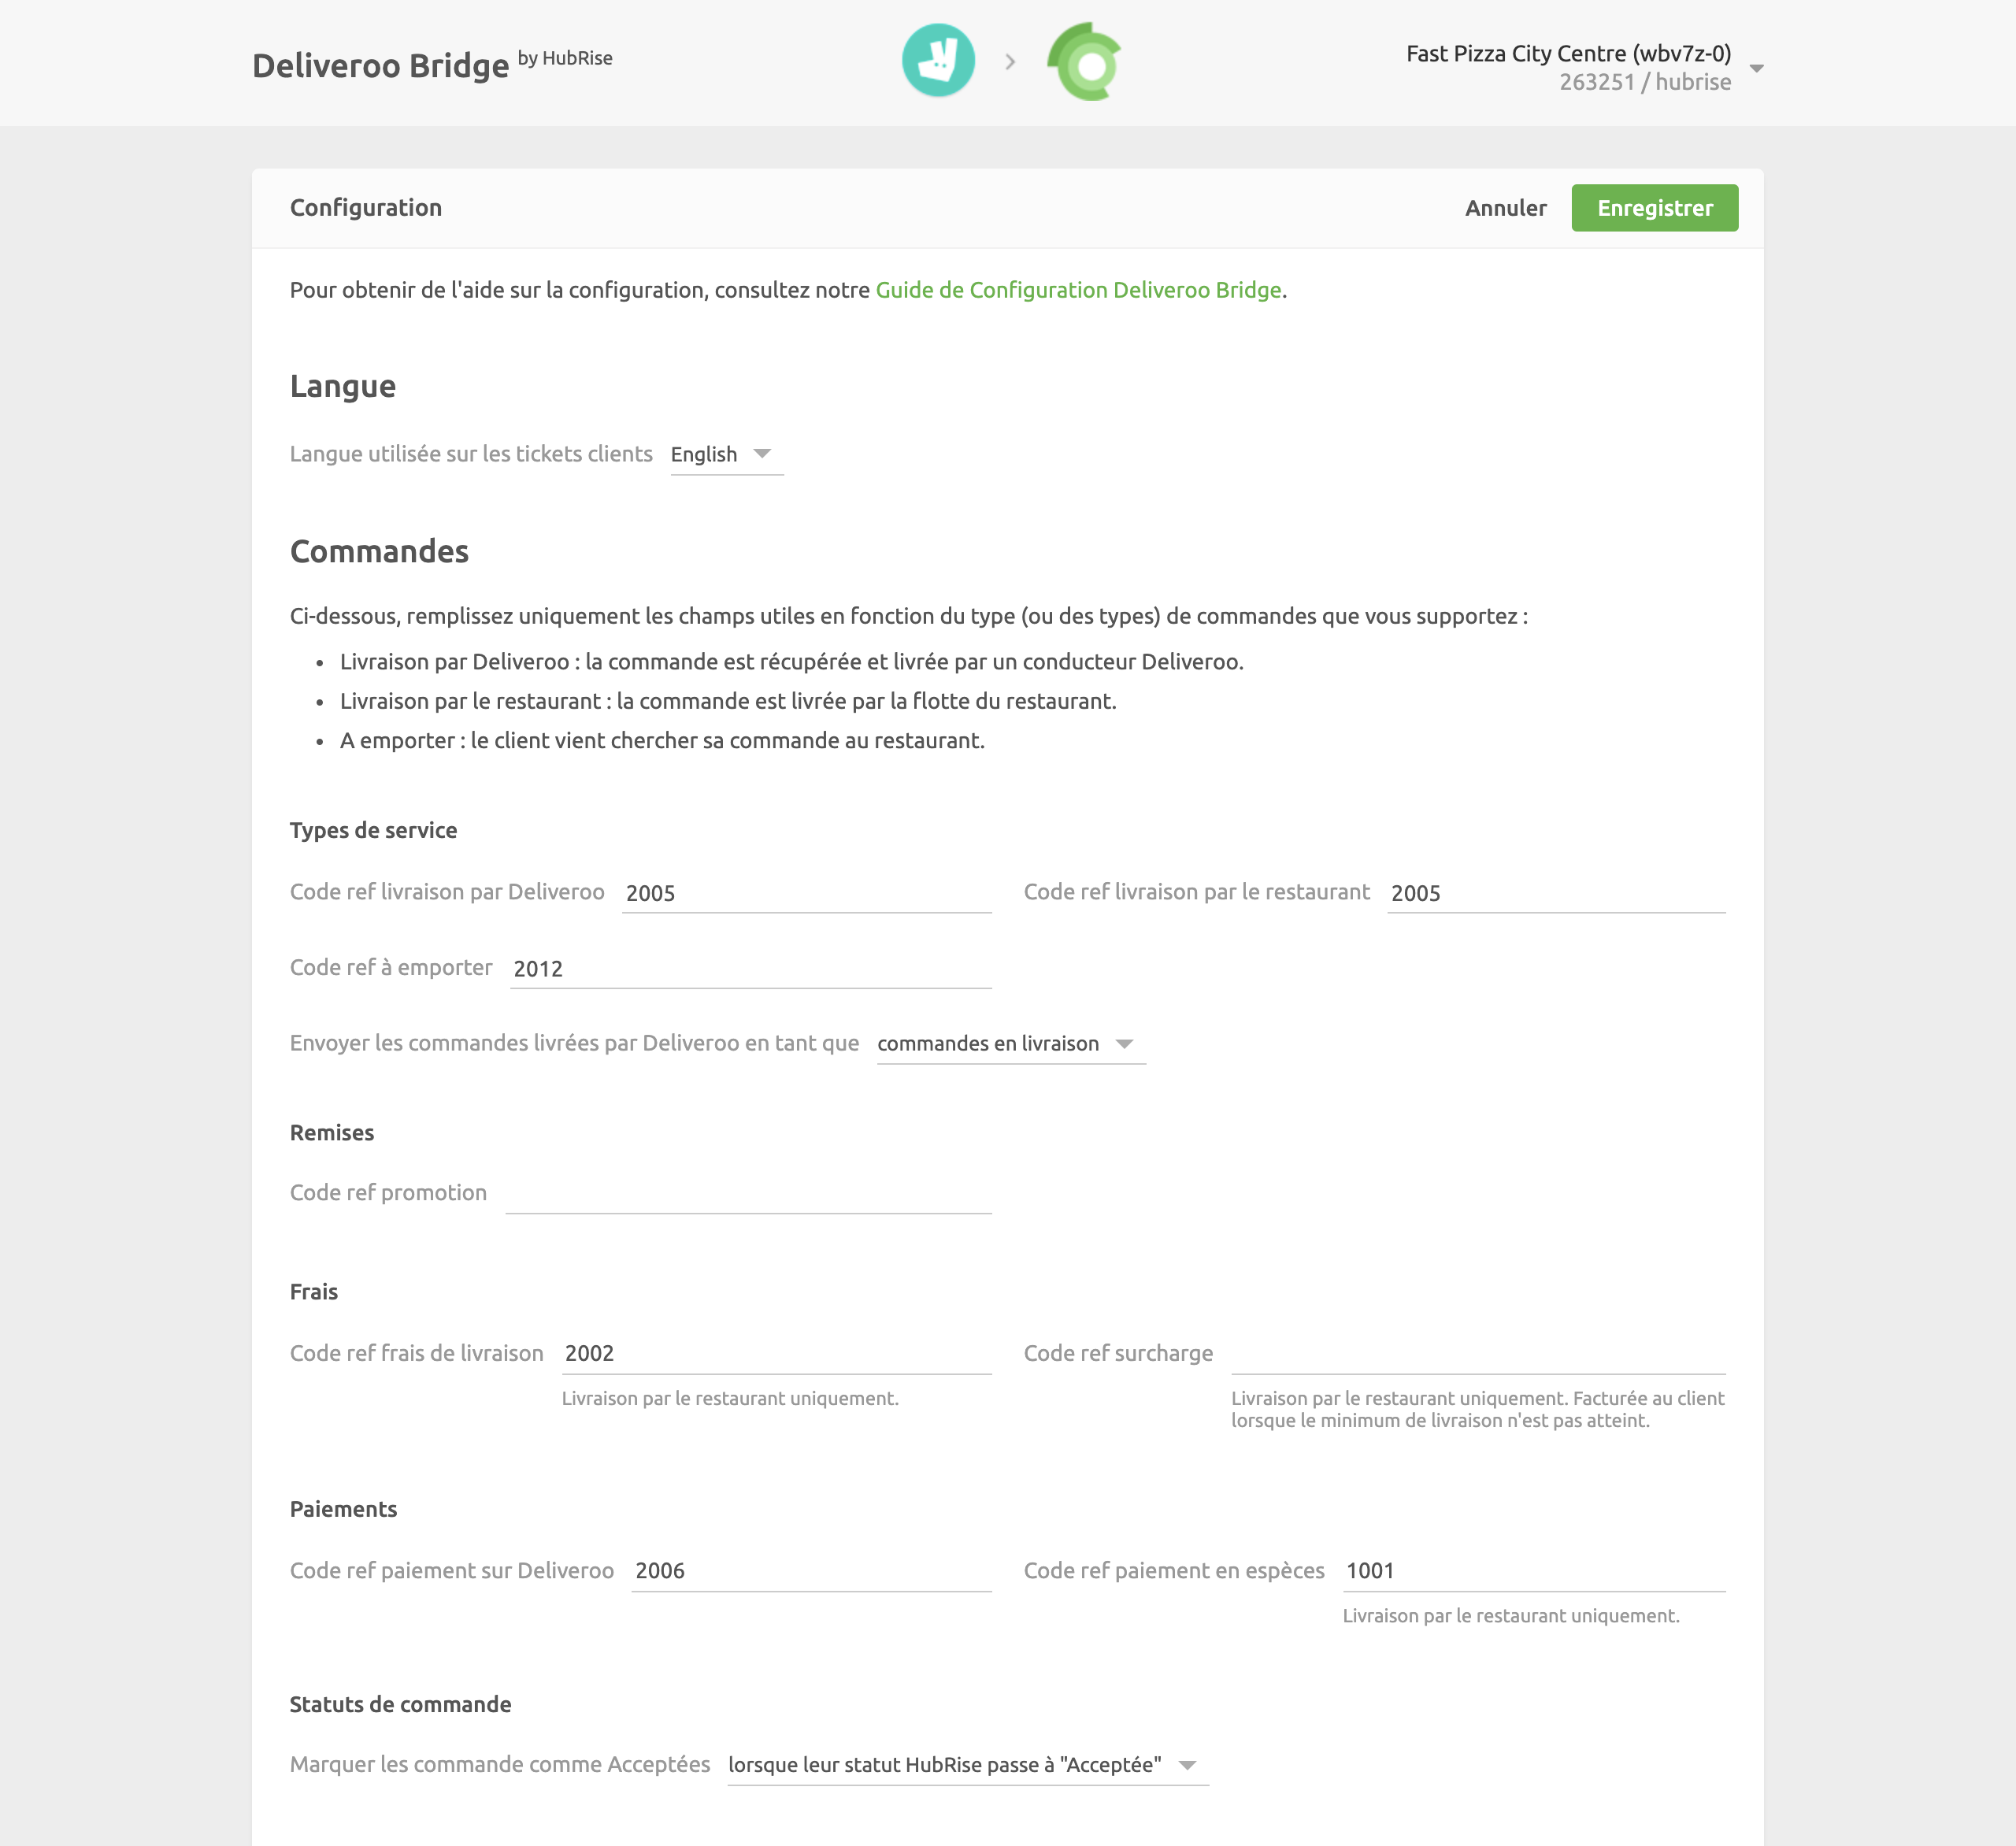 Deliveroo Bridge by HubRise
Fast Pizza City Centre (wbv7z-0)
263251 / hubrise
Configuration
Annuler
Enregistrer
Pour obtenir de l'aide sur la configuration, consultez notre Guide de Configuration Deliveroo Bridge.
Langue
Langue utilisée sur les tickets clients English
Commandes
Ci-dessous, remplissez uniquement les champs utiles en fonction du type (ou des types) de commandes que vous supportez :
• Livraison par Deliveroo : la commande est récupérée et livrée par un conducteur Deliveroo.
• Livraison par le restaurant : la commande est livrée par la flotte du restaurant.
• A emporter : le client vient chercher sa commande au restaurant.
Types de service
Code ref livraison par Deliveroo 2005
Code ref livraison par le restaurant 2005
Code ref à emporter 2012
Envoyer les commandes livrées par Deliveroo en tant que commandes en livraison
Remises
Code ref promotion
Frais
Code ref frais de livraison 2002
Livraison par le restaurant uniquement.
Code ref surcharge
Livraison par le restaurant uniquement. Facturée au client
lorsque le minimum de livraison n'est pas atteint.
Paiements
Code ref paiement sur Deliveroo 2006
Code ref paiement en espèces 1001
Livraison par le restaurant uniquement.
Statuts de commande
Marquer les commande comme Acceptées lorsque leur statut HubRise passe à "Acceptée"